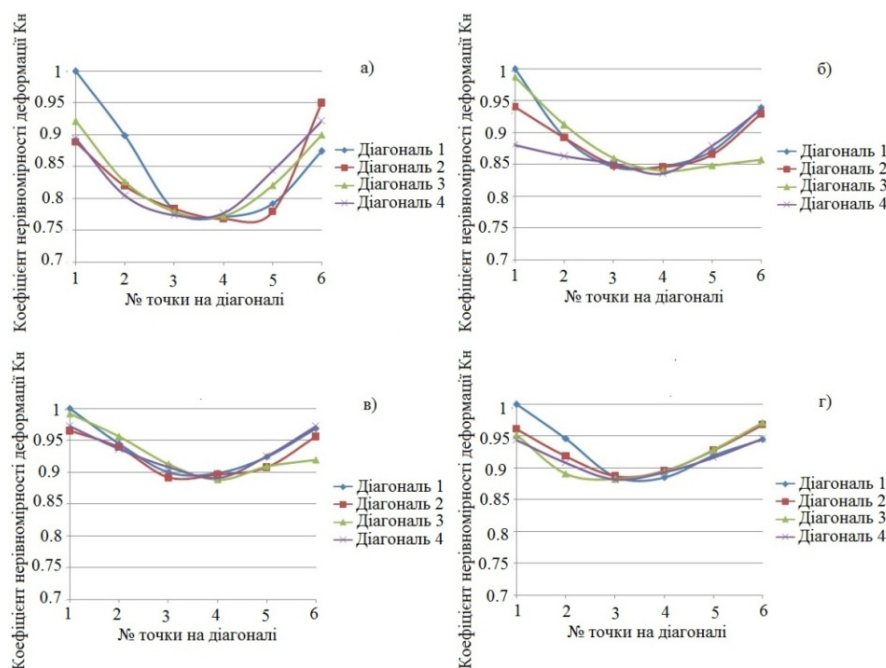 Коефіцієнт нерівномірності деформації Кн
а)
1
0.95
0.9
0.85
0.8
0.75
0.7
1 2 3 4 5 6
№ точки на діагоналі
Діагональ 1
Діагональ 2
Діагональ 3
Діагональ 4
Коефіцієнт нерівномірності деформації Кн
б)
1
0.95
0.9
0.85
0.8
0.75
0.7
1 2 3 4 5 6
№ точки на діагоналі
Діагональ 1
Діагональ 2
Діагональ 3
Діагональ 4
Коефіцієнт нерівномірності деформації Кн
в)
1
0.95
0.9
0.85
0.8
0.75
0.7
1 2 3 4 5 6
№ точки на діагоналі
Діагональ 1
Діагональ 2
Діагональ 3
Діагональ 4
Коефіцієнт нерівномірності деформації Кн
г)
1
0.95
0.9
0.85
0.8
0.75
0.7
1 2 3 4 5 6
№ точки на діагоналі
Діагональ 1
Діагональ 2
Діагональ 3
Діагональ 4